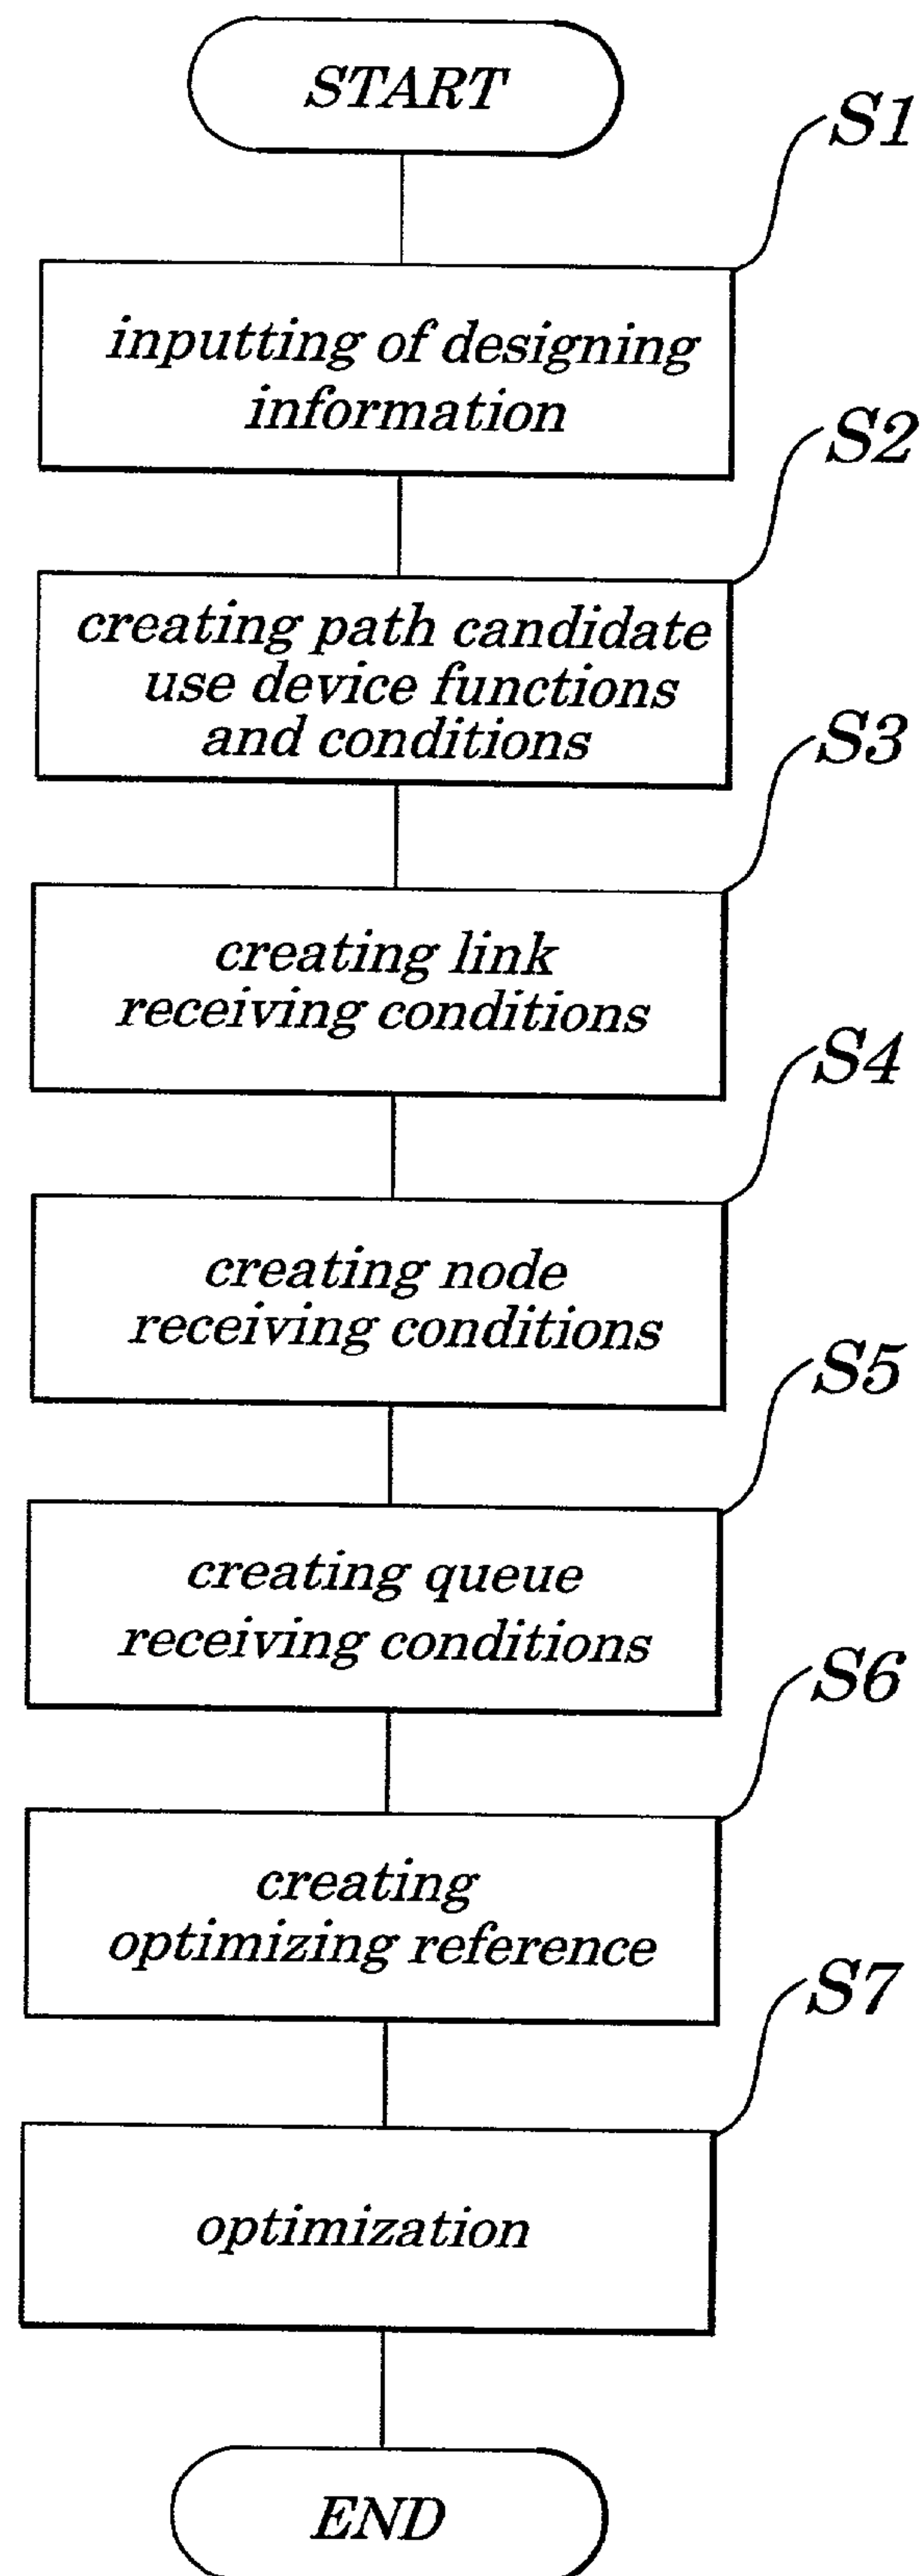 START
S1
inputting of designing
information
S2
creating path candidate
use device functions
and conditions
S3
creating link
receiving conditions
S4
creating node
receiving conditions
S5
creating queue
receiving conditions
S6
creating
optimizing reference
S7
optimization
END